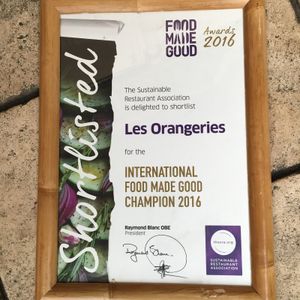 FOOD
MADE
GOOD
Awards
2016
Shortlisted
The Sustainable
Restaurant Association
is delighted to shortlist
Les Orangeries
for the
INTERNATIONAL
FOOD MADE GOOD
CHAMPION 2016
Raymond Blanc OBE
President
SUSTAINABLE
RESTAURANT
ASSOCIATION